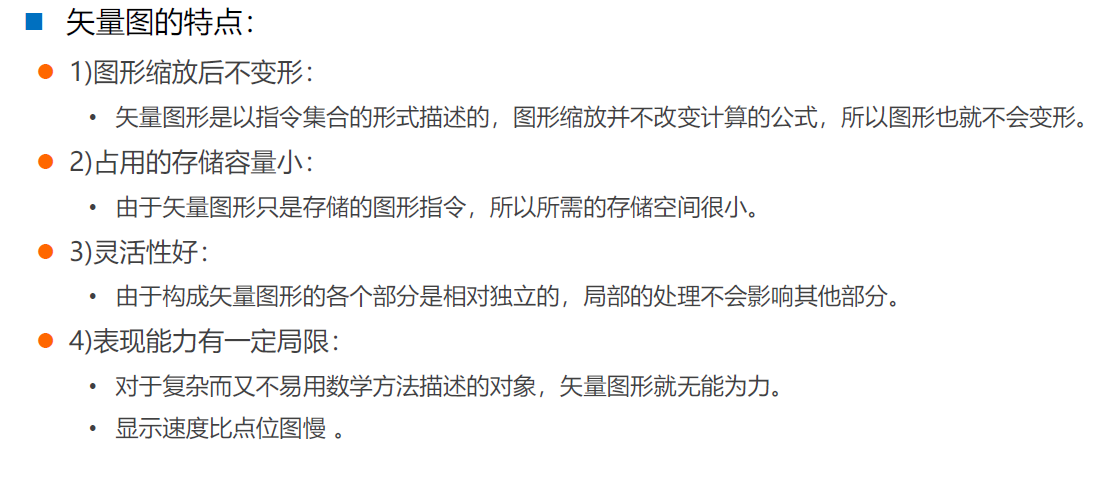 矢量图的特点：
1)图形缩放后不变形：
矢量图形是以指令集合的形式描述的，图形缩放并不改变计算的公式，所以图形也就不会变形。
2)占用的存储容量小：
由于矢量图形只是存储的图形指令，所以所需的存储空间很小。
3)灵活性好：
由于构成矢量图形的各个部分是相对独立的，局部的处理不会影响其他部分。
4)表现能力有一定局限：
对于复杂而又不易用数学方法描述的对象，矢量图形就无能为力。
显示速度比点位图慢 。